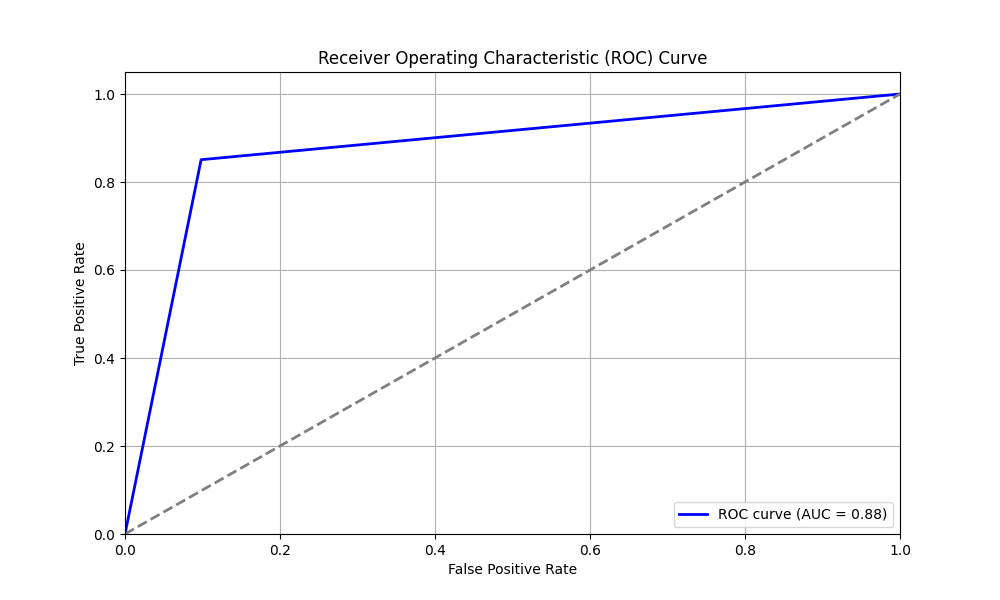 Receiver Operating Characteristic (ROC) Curve
True Positive Rate
1.0
0.8
0.6
0.4
0.2
0.0
ROC curve (AUC = 0.88)
0.0 0.2 0.4 0.6 0.8 1.0
False Positive Rate